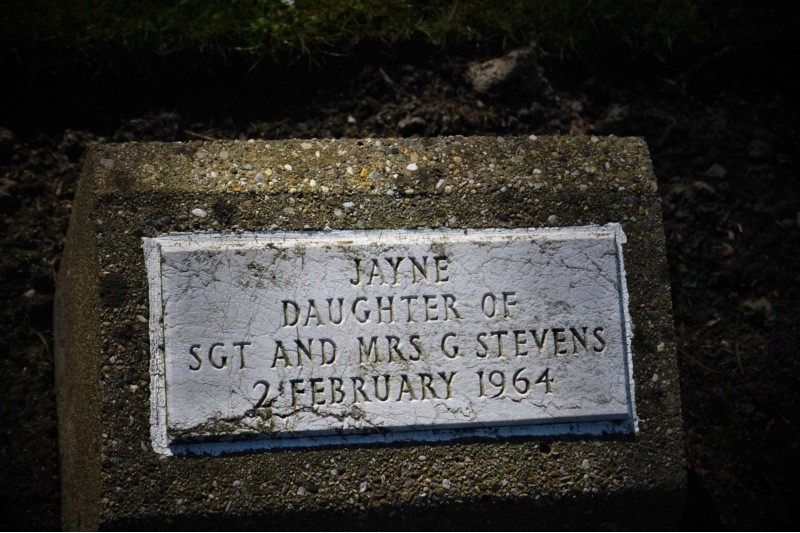 JAYNE
DAUGHTER OF
SGT AND MRS G STEVENS
2 FEBRUARY 1964